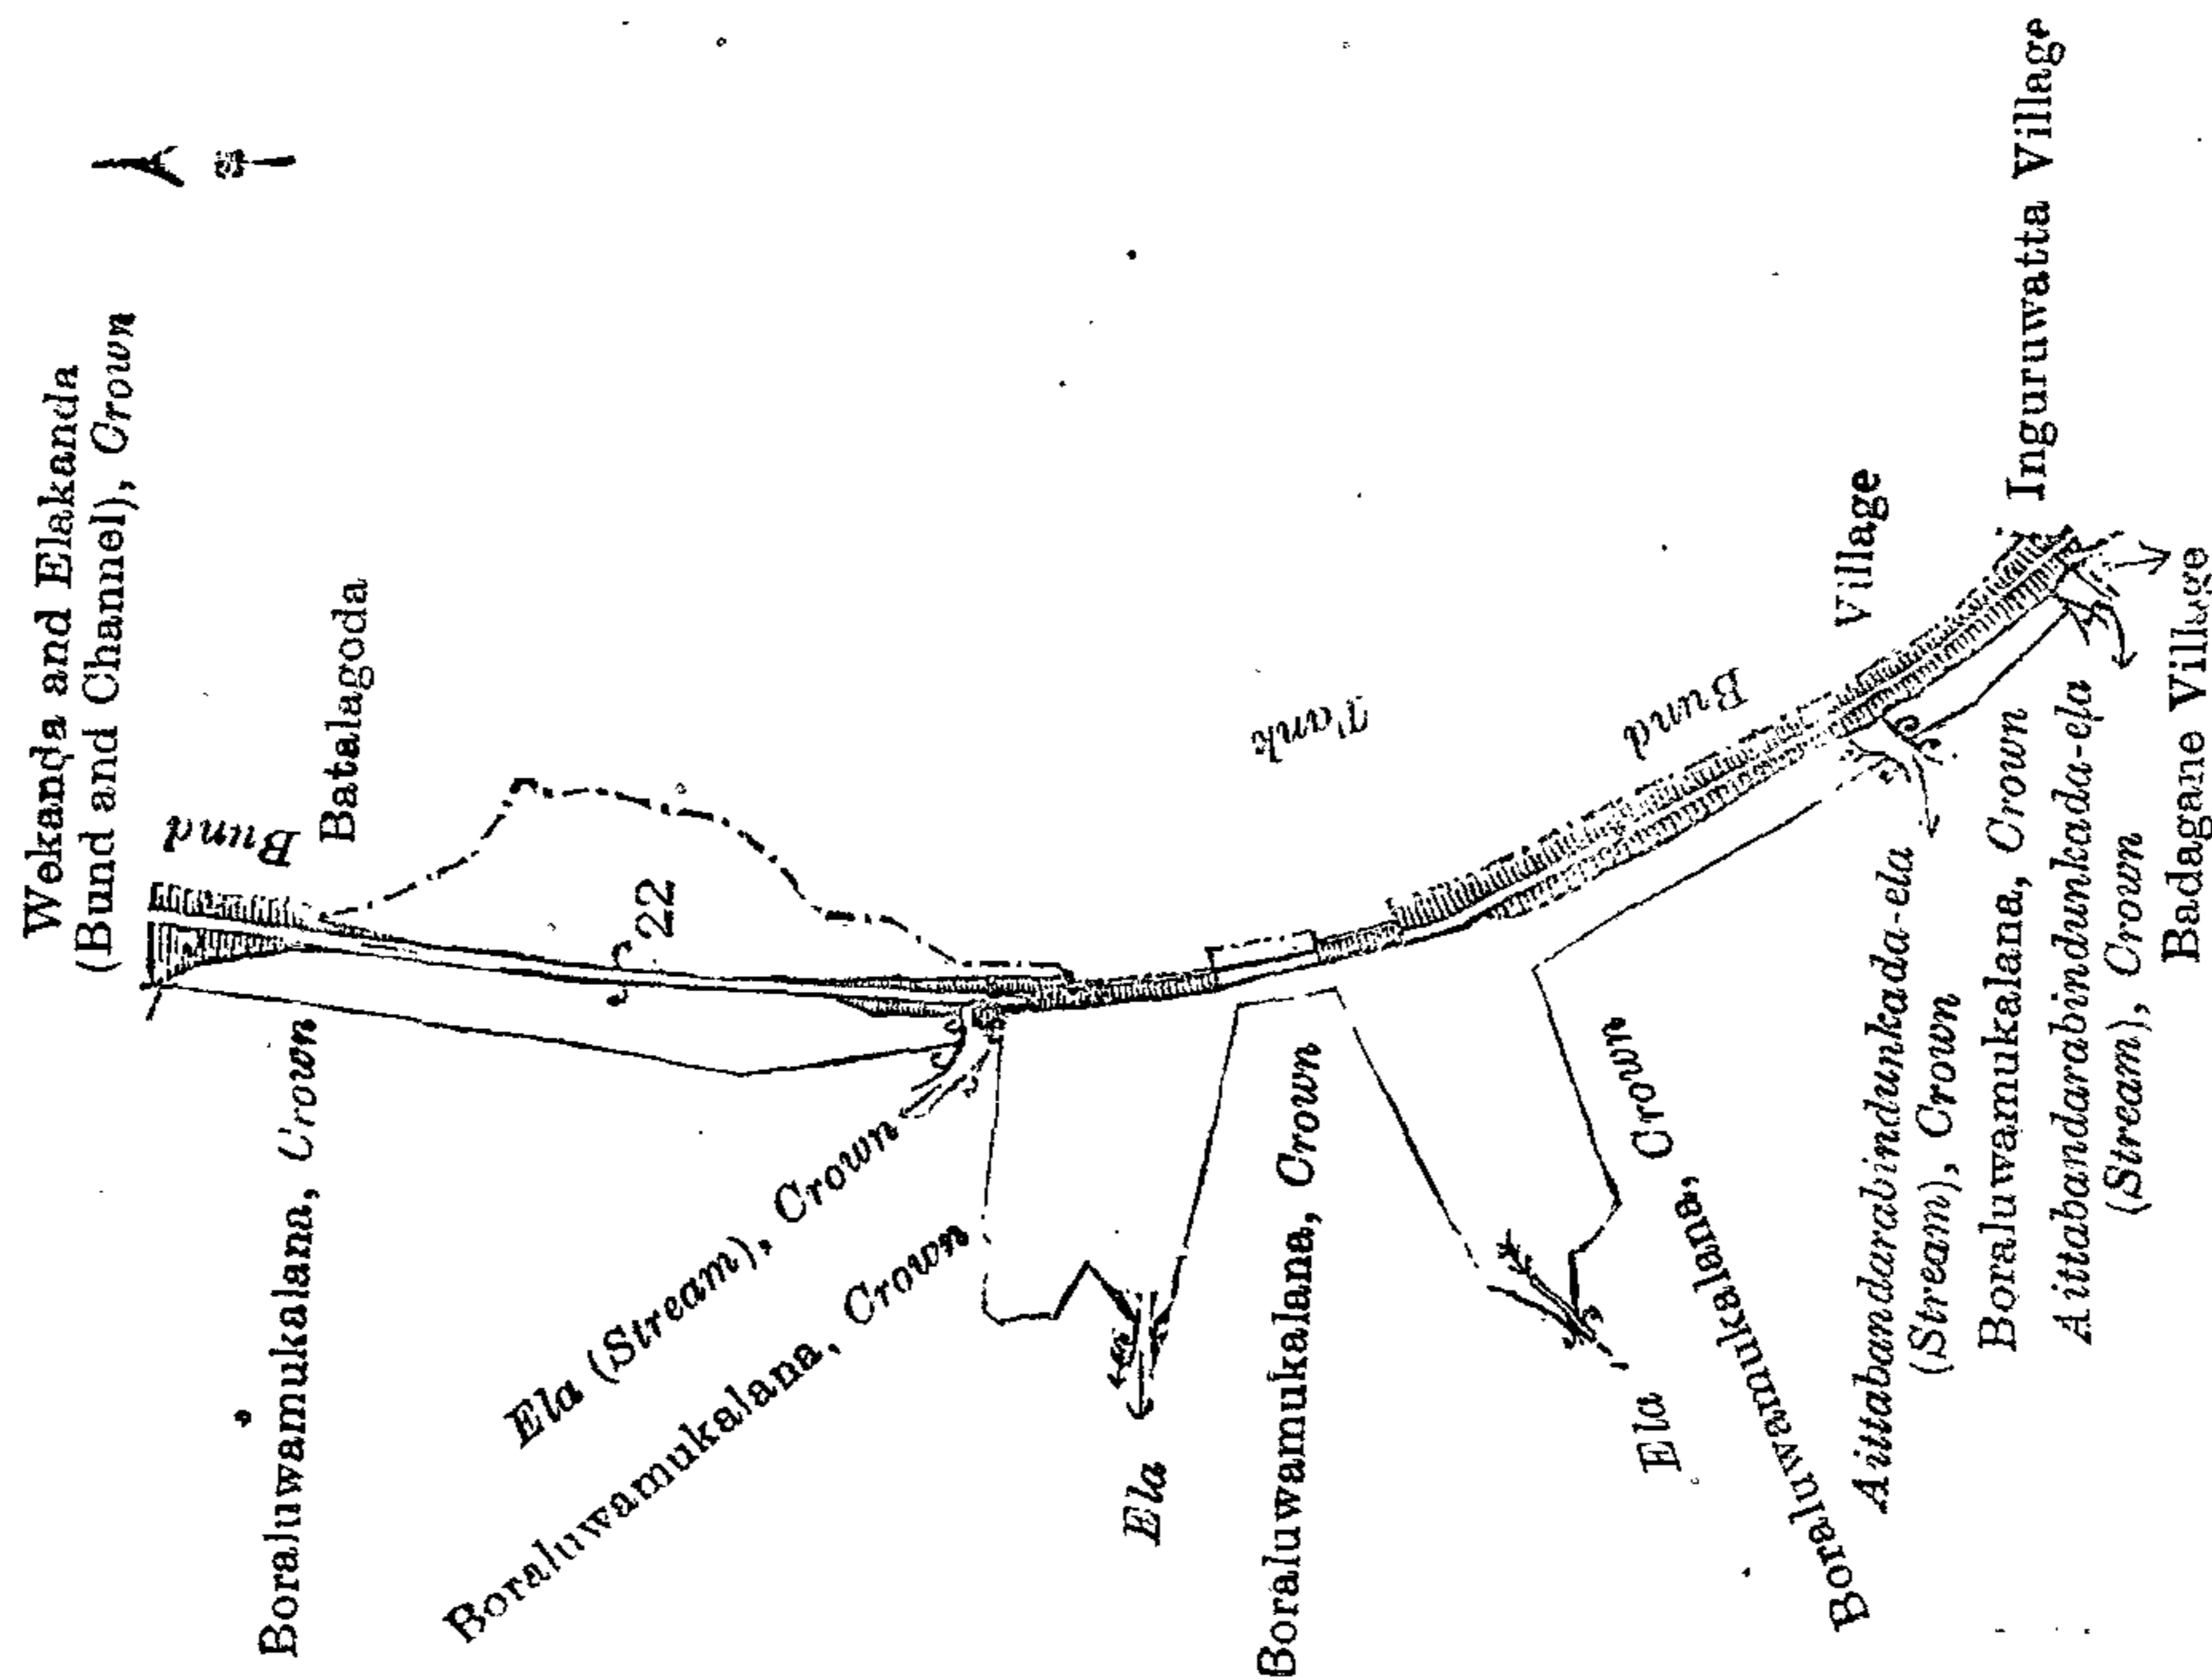 Wekanda and Elakanda
(Bund and Channel), Crown
Bund
Batalagoda
22
Boraluwamukalana, Crown
Ela (Stream), Crown
Boraluwamukalana, Crown
Ela
Boraluwamukalana, Crown
Tank
Bund
Ela
Boraluwamukalana, Crown
Village
Aittabandarabindunkada-ela
(Stream), Crown
Boraluwamukalana, Crown
Inguruwatta Village
Aittabandarabindunkada-ela
(Stream), Crown
Badagane Village